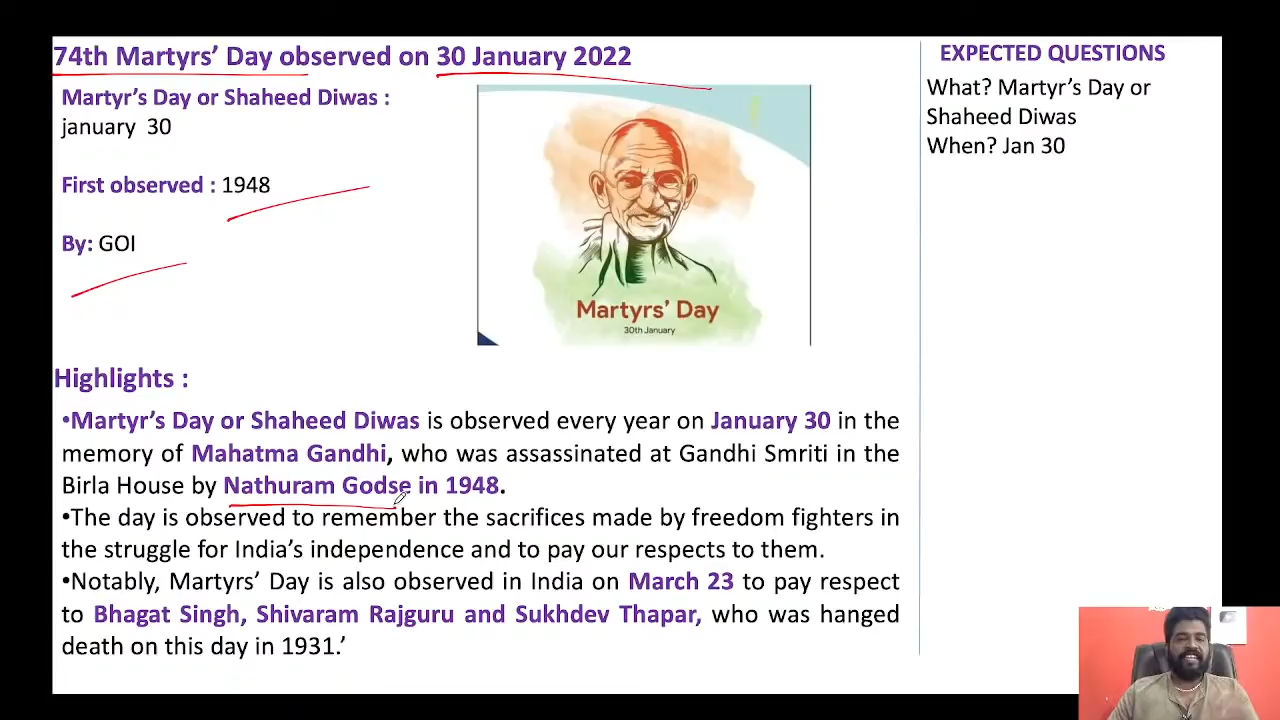 74th Martyrs’ Day observed on 30 January 2022
Martyr’s Day or Shaheed Diwas :
january 30
First observed : 1948
By: GOI
Martyrs’ Day
30th January
Highlights :
•Martyr’s Day or Shaheed Diwas is observed every year on January 30 in the
memory of Mahatma Gandhi, who was assassinated at Gandhi Smriti in the
Birla House by Nathuram Godse in 1948.
•The day is observed to remember the sacrifices made by freedom fighters in
the struggle for India’s independence and to pay our respects to them.
•Notably, Martyrs’ Day is also observed in India on March 23 to pay respect
to Bhagat Singh, Shivaram Rajguru and Sukhdev Thapar, who was hanged
death on this day in 1931.’
EXPECTED QUESTIONS
What? Martyr’s Day or
Shaheed Diwas
When? Jan 30